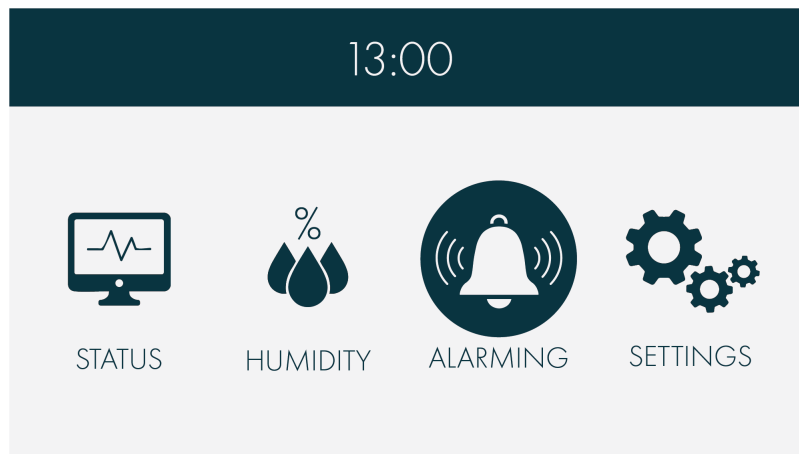 13:00
%
STATUS
HUMIDITY
ALARMING
SETTINGS